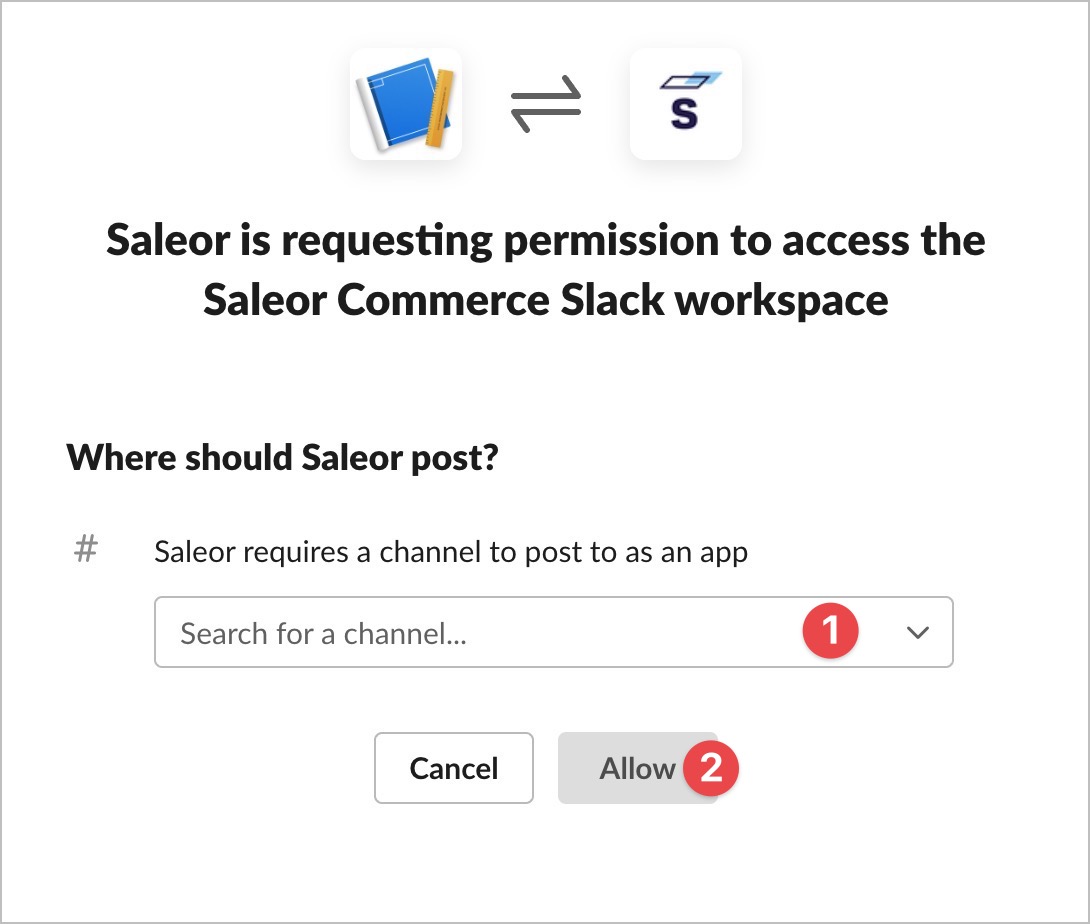 S
Saleor is requesting permission to access the
Saleor Commerce Slack workspace
Where should Saleor post?
# Saleor requires a channel to post to as an app
Search for a channel... 1
Cancel Allow 2